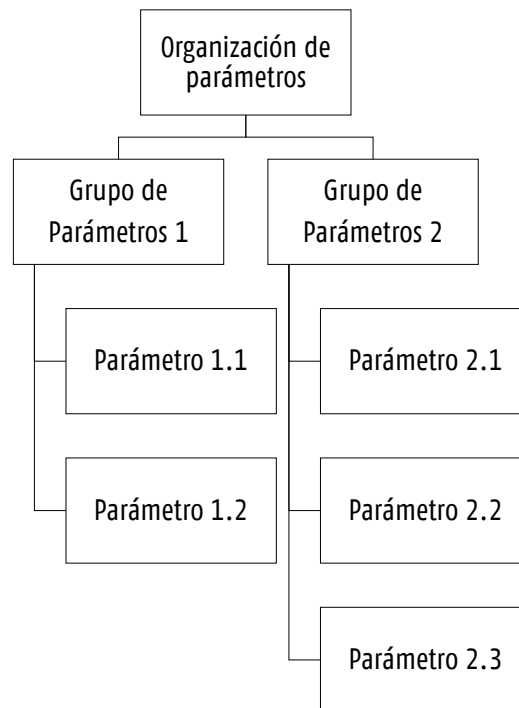 Organización de
parámetros
Grupo de
Parámetros 1
Grupo de
Parámetros 2
Parámetro 1.1
Parámetro 2.1
Parámetro 1.2
Parámetro 2.2
Parámetro 2.3